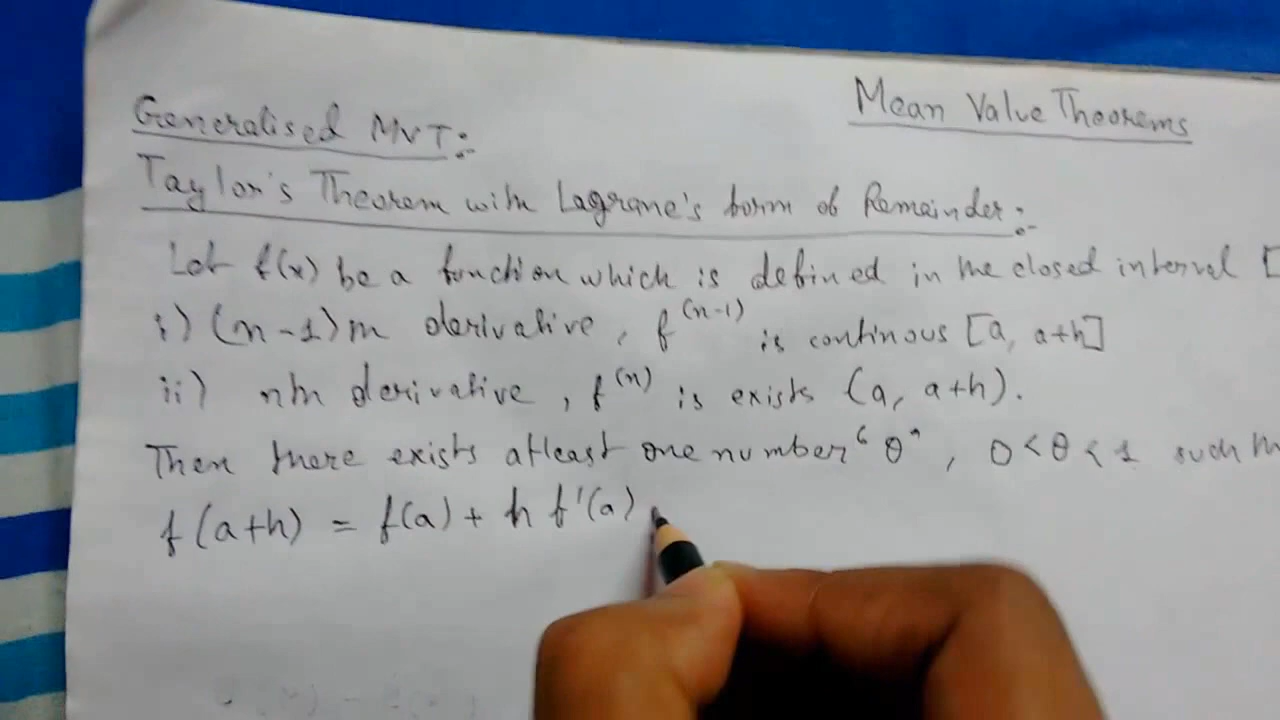 Mean Value Theorems
Generalised MVT:-
Taylor's Theorem with Lagrane's form of Remainder:-
Let f(x) be a function which is defined in the closed interval [
i) (n-1)th derivative, f^(n-1) is continous [a, a+h]
ii) nth derivative, f^(n) is exists (a, a+h).
Then there exists atleast one number "θ", 0<θ<1 such th
f(a+h) = f(a) + h f'(a)